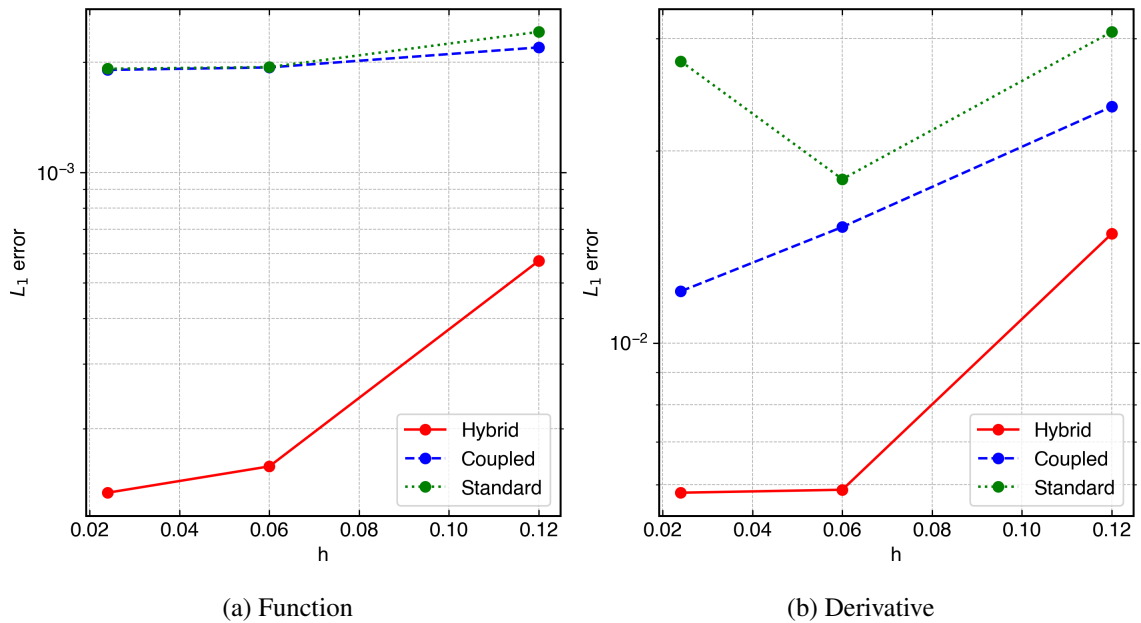 10⁻³
L₁ error
0.02 0.04 0.06 0.08 0.10 0.12
h
Hybrid
Coupled
Standard
(a) Function
10⁻²
L₁ error
0.02 0.04 0.06 0.08 0.10 0.12
h
Hybrid
Coupled
Standard
(b) Derivative